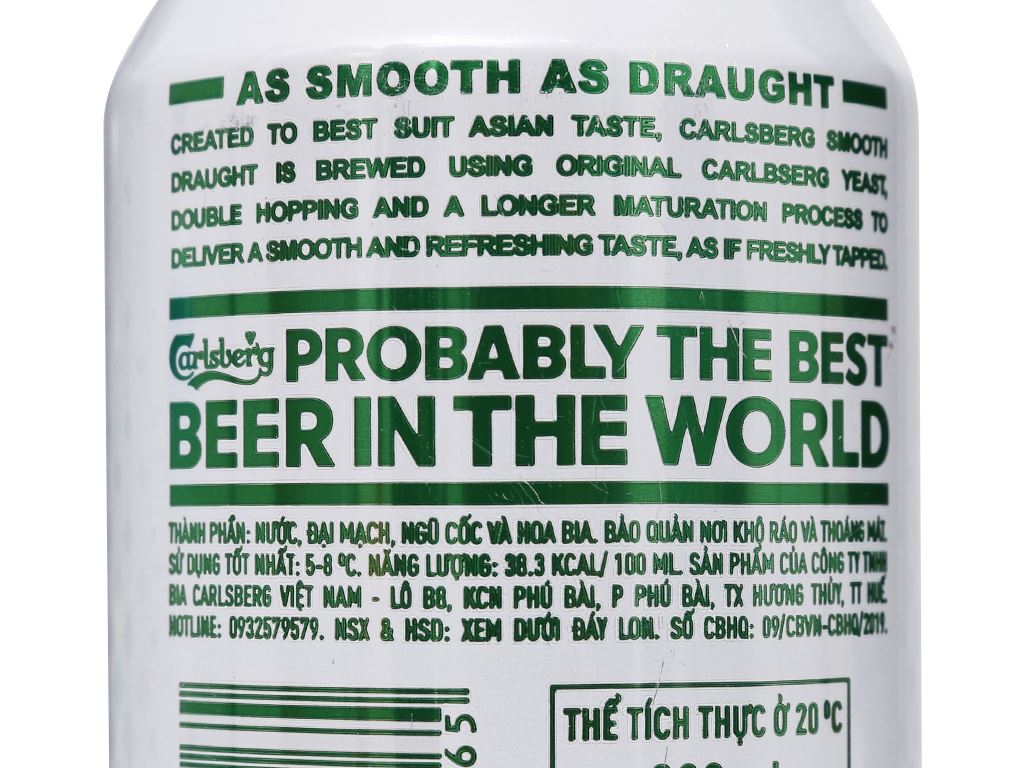 AS SMOOTH AS DRAUGHT
CREATED TO BEST SUIT ASIAN TASTE, CARLSBERG SMOOTH
DRAUGHT IS BREWED USING ORIGINAL CARLBSERG YEAST,
DOUBLE HOPPING AND A LONGER MATURATION PROCESS TO
DELIVER A SMOOTH AND REFRESHING TASTE, AS IF FRESHLY TAPPED.
Carlsberg PROBABLY THE BEST
BEER IN THE WORLD
THÀNH PHẦN: NƯỚC, ĐẠI MẠCH, NGŨ CỐC VÀ HOA BIA. BẢO QUẢN NƠI KHÔ RÁO VÀ THOÁNG MÁT.
SỬ DỤNG TỐT NHẤT: 5-8 ºC. NĂNG LƯỢNG: 38.3 KCAL/ 100 ML. SẢN PHẨM CỦA CÔNG TY TNHH
BIA CARLSBERG VIỆT NAM - LÔ B8, KCN PHÚ BÀI, P PHÚ BÀI, TX HƯƠNG THỦY, TT HUẾ.
HOTLINE: 0932579579. NSX & HSD: XEM DƯỚI ĐÁY LON. SỐ CBHQ: 09/CBVN-CBHQ/2019.
65
THỂ TÍCH THỰC Ở 20 ºC